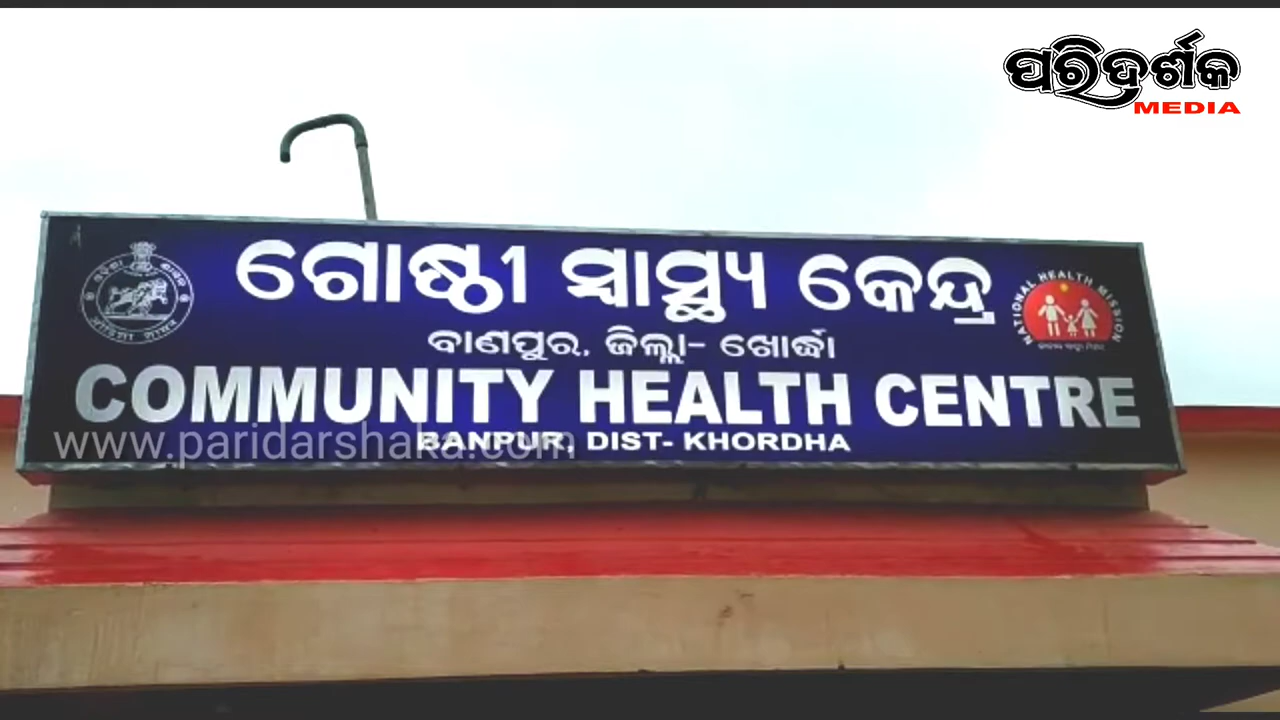 ପରିଦର୍ଶକ
MEDIA
ଗୋଷ୍ଠୀ ସ୍ୱାସ୍ଥ୍ୟ କେନ୍ଦ୍ର
NATIONAL HEALTH MISSION
ବାଣପୁର, ଜିଲ୍ଲା- ଖୋର୍ଦ୍ଧା
COMMUNITY HEALTH CENTRE
BANPUR, DIST- KHORDHA
www.paridarshaka.com